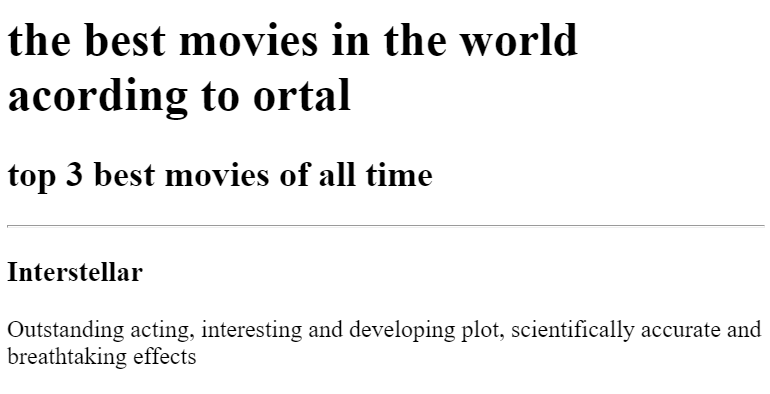 the best movies in the world
acording to ortal
top 3 best movies of all time
Interstellar
Outstanding acting, interesting and developing plot, scientifically accurate and
breathtaking effects